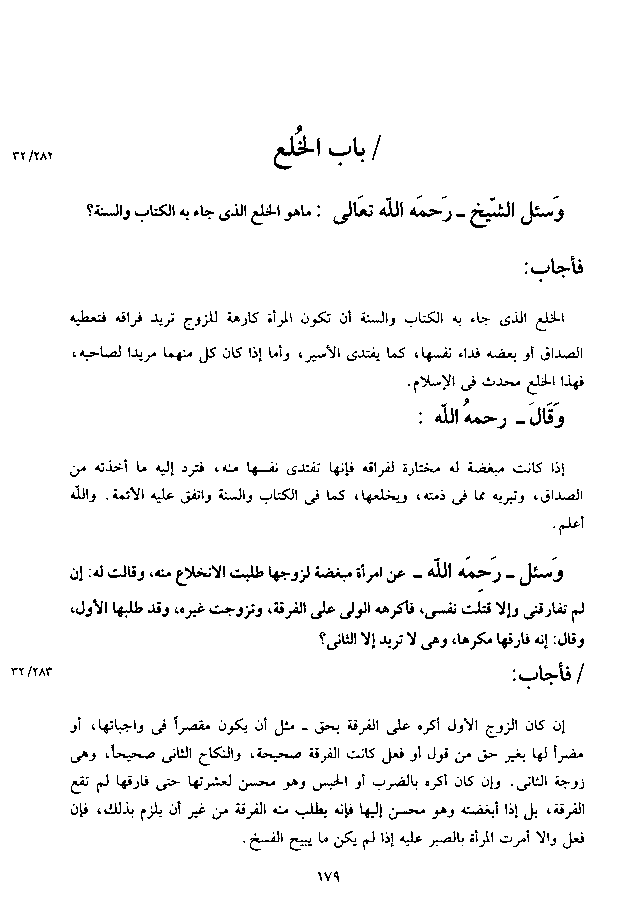 ٣٢/٢٨٢
/ باب الخُلع
وَسئل الشّيخ ـ رَحمَه اللّه تعَالى : ماهو الخلع الذى جاء به الكتاب والسنة؟
فأجاب:
الخلع الذى جاء به الكتاب والسنة أن تكون المرأة كارهة للزوج تريد فراقه فتعطيه
الصداق أو بعضه فداء نفسها، كما يفتدى الأسير، وأما إذا كان كل منهما مريدا لصاحبه،
فهذا الخلع محدث فى الإسلام.
وَقَالَ ـ رحمهُ اللّه :
إذا كانت مبغضة له مختارة لفراقه فإنها تفتدى نفسها منه، فترد إليه ما أخذته من
الصداق، وتبريه مما فى ذمته، ويخلعها، كما فى الكتاب والسنة واتفق عليه الأئمة. واللّه
أعلم.
وَسئل ـ رَحِمَه اللّه ـ عن امرأة مبغضة لزوجها طلبت الانخلاع منه، وقالت له: إن
لم تفارقنى وإلا قتلت نفسى، فأكرهه الولى على الفرقة، وتزوجت غيره، وقد طلبها الأول،
وقال: إنه فارقها مكرها، وهى لا تريد إلا الثانى؟
٣٢/٢٨٣
/ فأجاب:
إن كان الزوج الأول أكره على الفرقة بحق ـ مثل أن يكون مقصراً فى واجباتها، أو
مضراً لها بغير حق من قول أو فعل كانت الفرقة صحيحة، والنكاح الثانى صحيحاً، وهى
زوجة الثانى. وإن كان أكره بالضرب أو الحبس وهو محسن لعشرتها حتى فارقها لم تقع
الفرقة، بل إذا أبغضته وهو محسن إليها فإنه يطلب منه الفرقة من غير أن يلزم بذلك، فإن
فعل والا أمرت المرأة بالصبر عليه إذا لم يكن ما يبيح الفسخ.
١٧٩